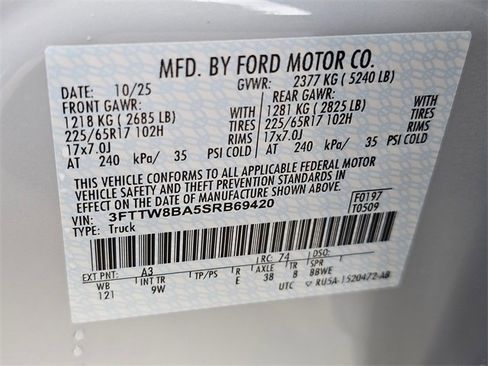 MFD. BY FORD MOTOR CO.
DATE: 10/25 GVWR: 2377 KG ( 5240 LB)
FRONT GAWR: REAR GAWR:
1218 KG ( 2685 LB) WITH 1281 KG ( 2825 LB) WITH
225/65R17 102H TIRES 225/65R17 102H TIRES
17x7.0J RIMS 17x7.0J RIMS
AT 240 kPa/ 35 PSI COLD AT 240 kPa/ 35 PSI COLD
THIS VEHICLE CONFORMS TO ALL APPLICABLE FEDERAL MOTOR
VEHICLE SAFETY AND BUMPER AND THEFT PREVENTION STANDARDS IN
EFFECT ON THE DATE OF MANUFACTURE SHOWN ABOVE.
VIN: 3FTTW8BA5SRB69420 F0197
TYPE: Truck T0509
EXT PNT: A3 RC: 74 DSO:
WB INT TR TP/PS R AXLE TR SPR
121 9W E 38 8 BBWE
UTC RU5A-1520472-AB